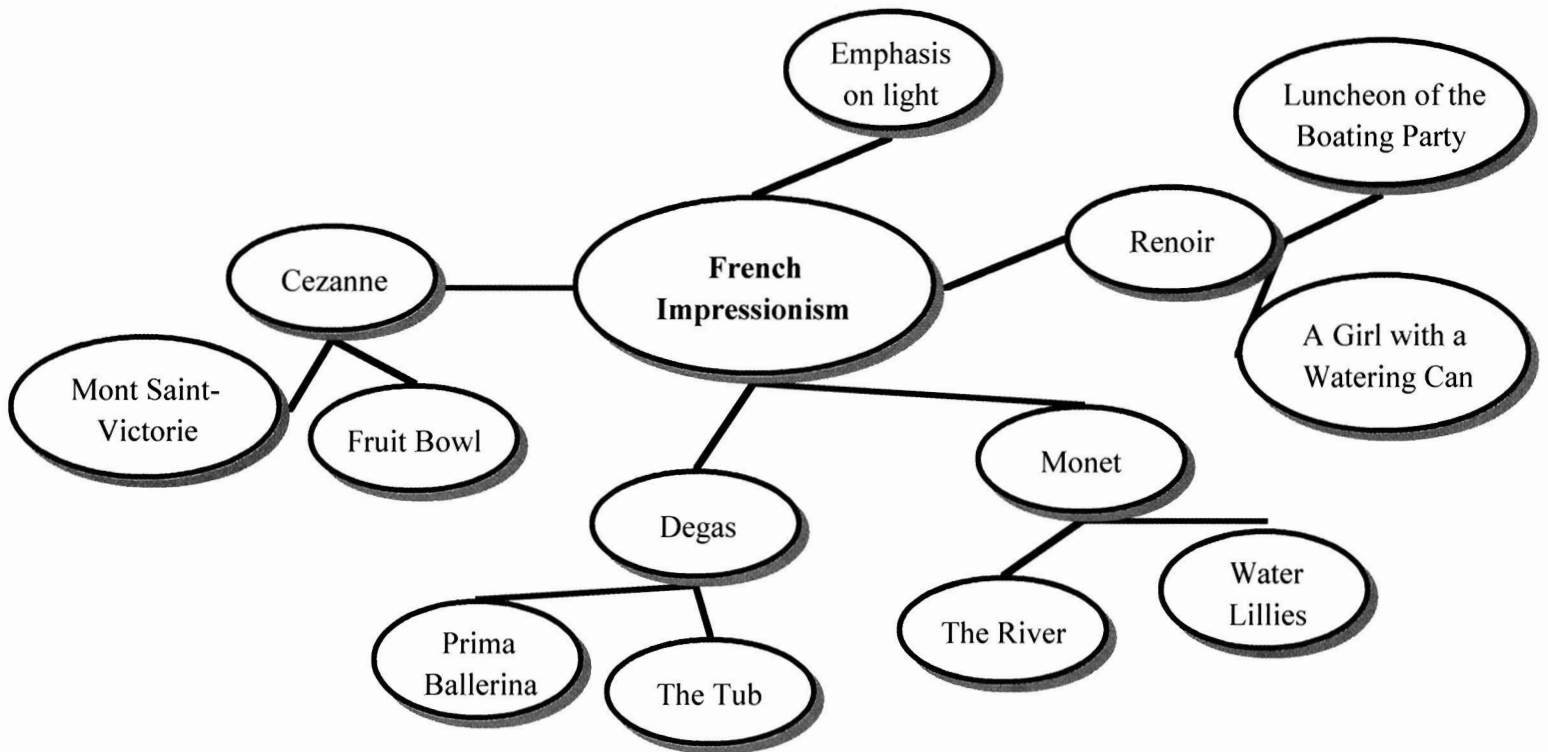 Emphasis
on light
Luncheon of the
Boating Party
Renoir
Cezanne
French
Impressionism
A Girl with a
Watering Can
Mont Saint-
Victorie
Fruit Bowl
Monet
Degas
Water
Lillies
The River
Prima
Ballerina
The Tub